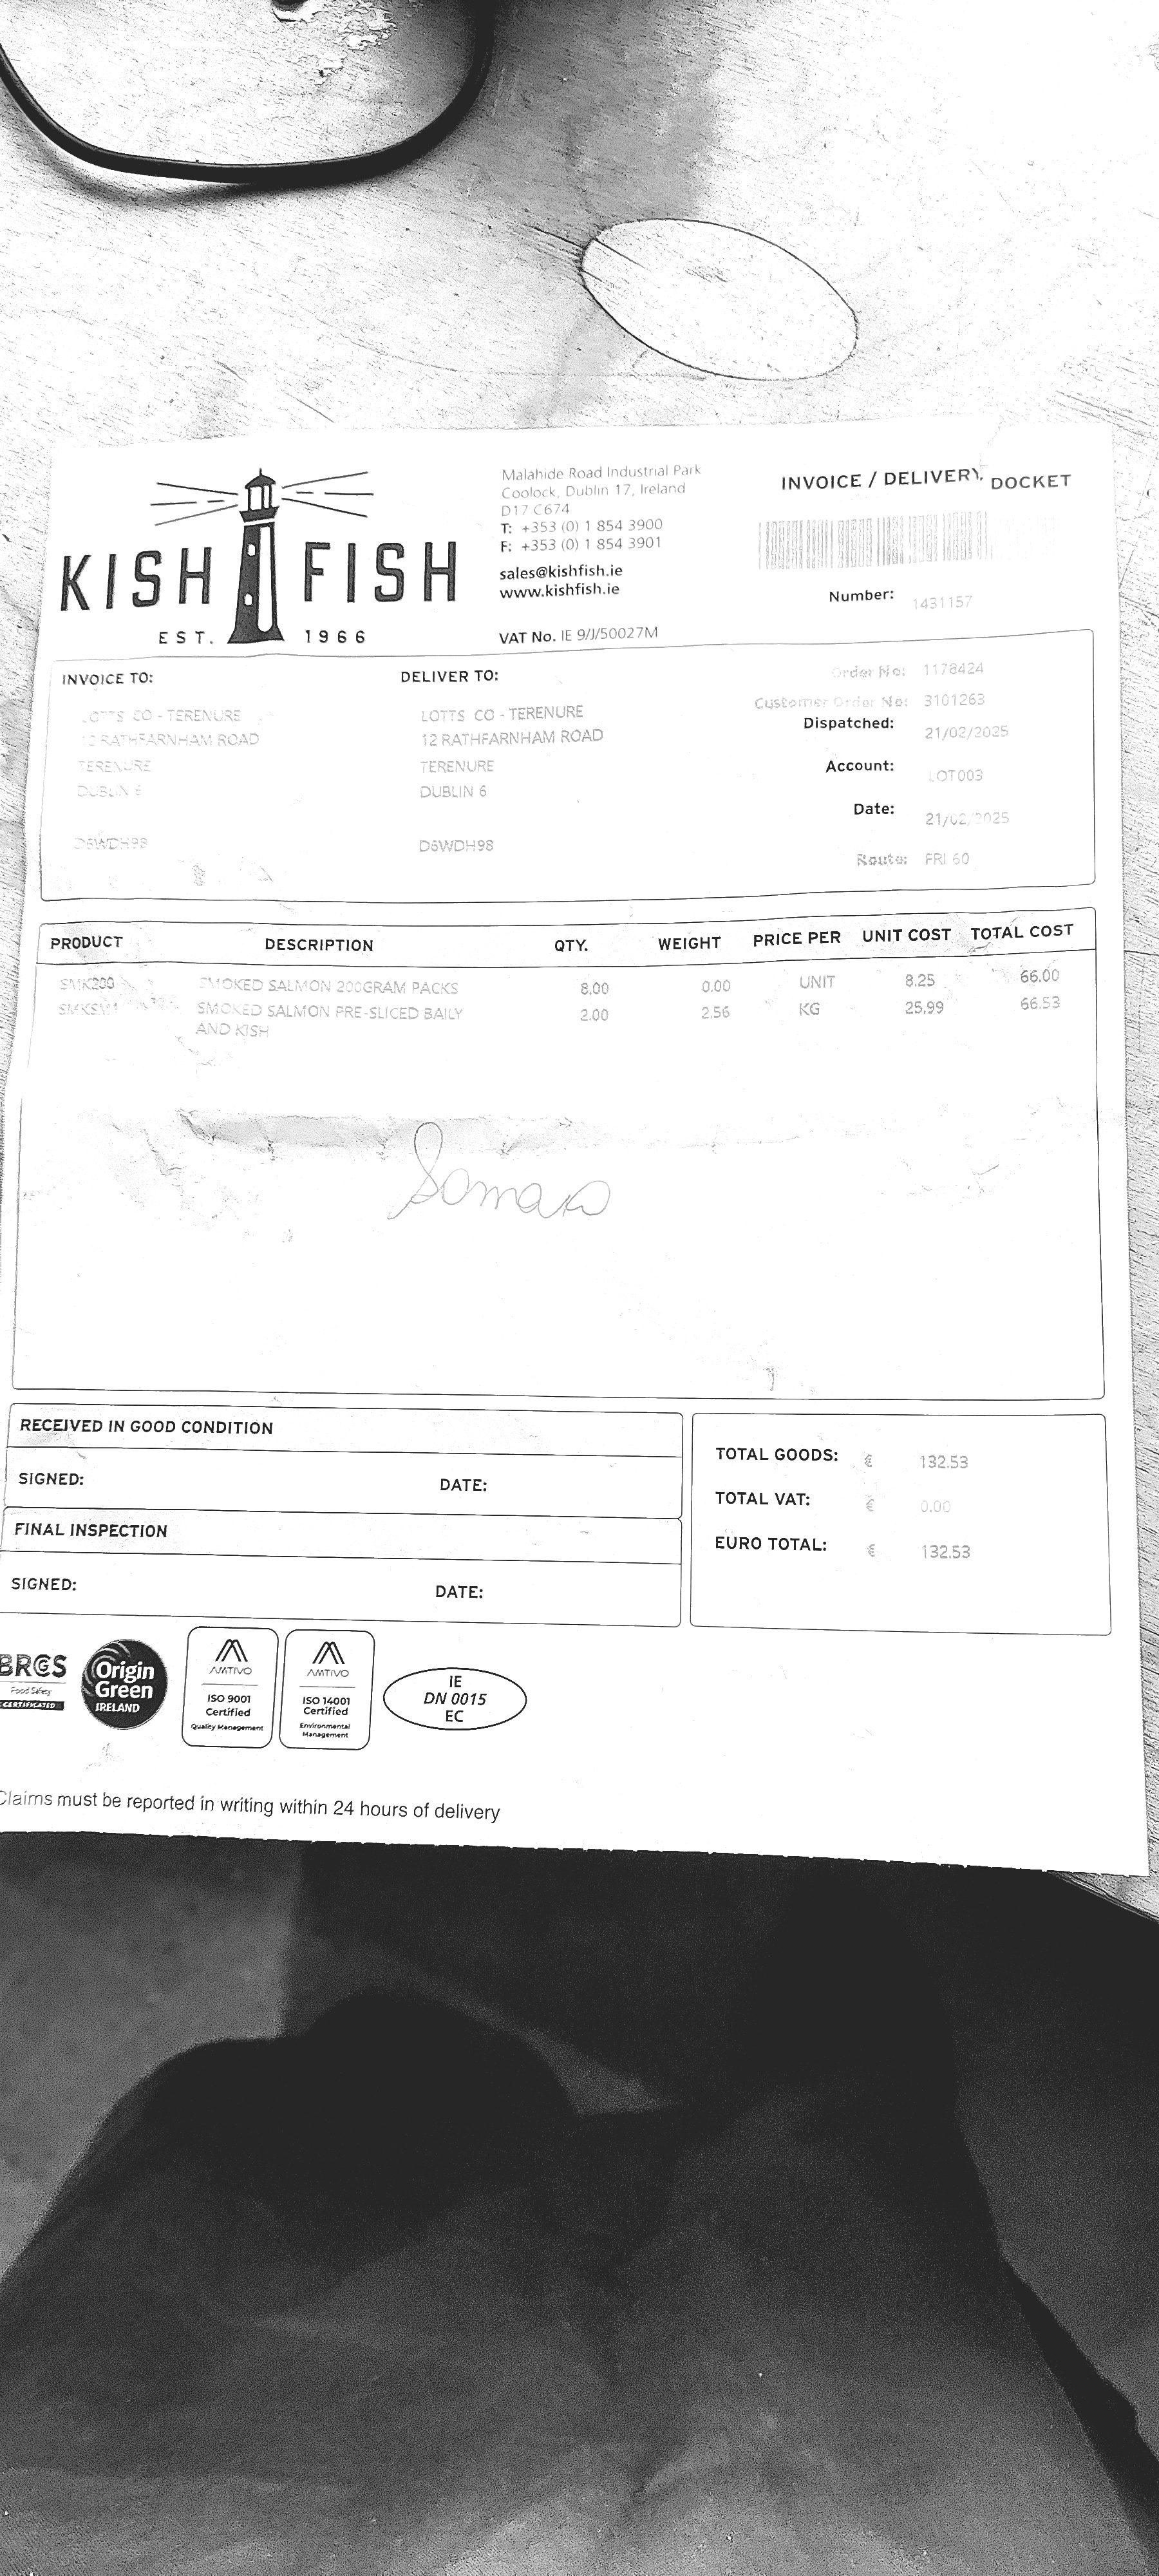 KISH FISH
EST. 1966
Malahide Road Industrial Park
Coolock, Dublin 17, Ireland
D17 C674
T: +353 (0) 1 854 3900
F: +353 (0) 1 854 3901
sales@kishfish.ie
www.kishfish.ie
VAT No. IE 9/J/50027M
INVOICE / DELIVERY DOCKET
Number: 1431157
INVOICE TO:
LOTTS CO - TERENURE
12 RATHFARNHAM ROAD
TERENURE
DUBLIN 6
D6WDH98
DELIVER TO:
LOTTS CO - TERENURE
12 RATHFARNHAM ROAD
TERENURE
DUBLIN 6
D6WDH98
Order No: 1178424
Customer Order No: 3101263
Dispatched: 21/02/2025
Account: LOT003
Date: 21/02/2025
Route: FRI 60
PRODUCT DESCRIPTION QTY. WEIGHT PRICE PER UNIT COST TOTAL COST
SMK200 SMOKED SALMON 200GRAM PACKS 8.00 0.00 UNIT 8.25 66.00
SMOKED SALMON PRE-SLICED BAILY 2.00 2.56 KG 25.99 66.53
AND KISH
RECEIVED IN GOOD CONDITION
SIGNED: DATE:
FINAL INSPECTION
SIGNED: DATE:
TOTAL GOODS: € 132.53
TOTAL VAT: € 0.00
EURO TOTAL: € 132.53
BRCGS
Food Safety
CERTIFICATED
Origin
Green
IRELAND
AMTIVO
ISO 9001
Certified
Quality Management
AMTIVO
ISO 14001
Certified
Environmental
Management
IE
DN 0015
EC
Claims must be reported in writing within 24 hours of delivery